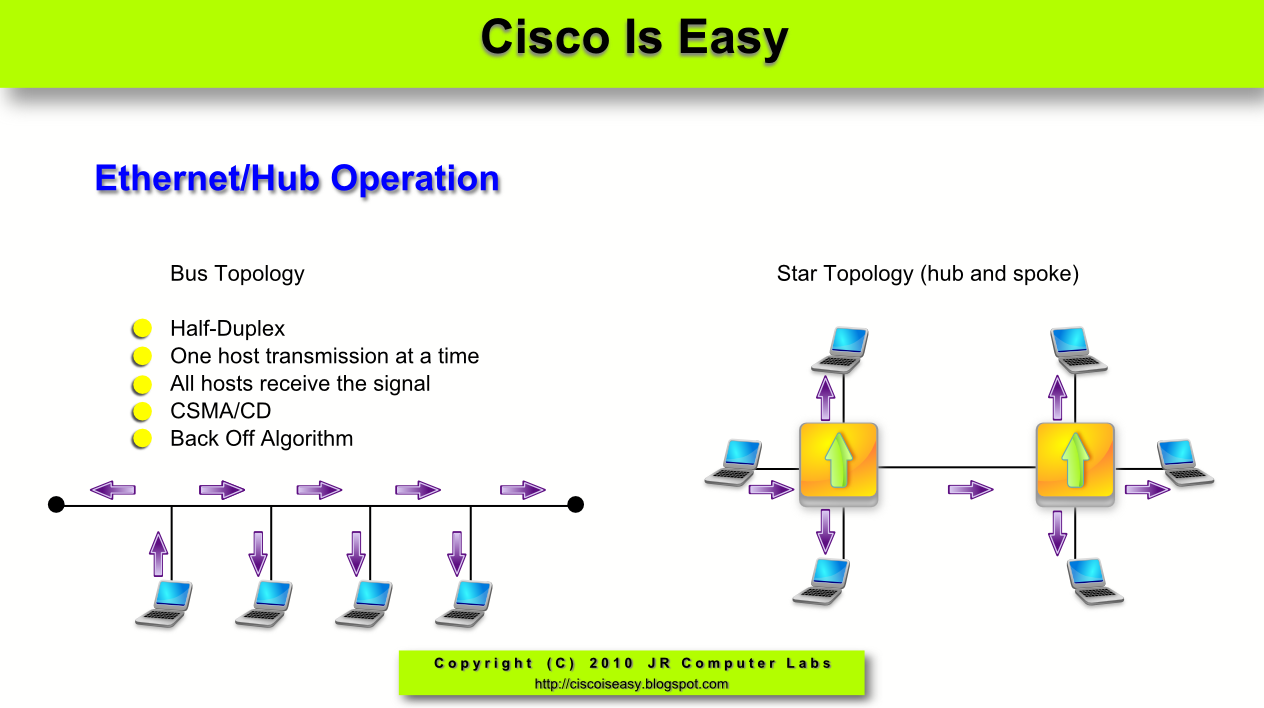 Cisco Is Easy
Ethernet/Hub Operation
Bus Topology
Half-Duplex
One host transmission at a time
All hosts receive the signal
CSMA/CD
Back Off Algorithm
Star Topology (hub and spoke)
Copyright (C) 2010 JR Computer Labs
http://ciscoiseasy.blogspot.com